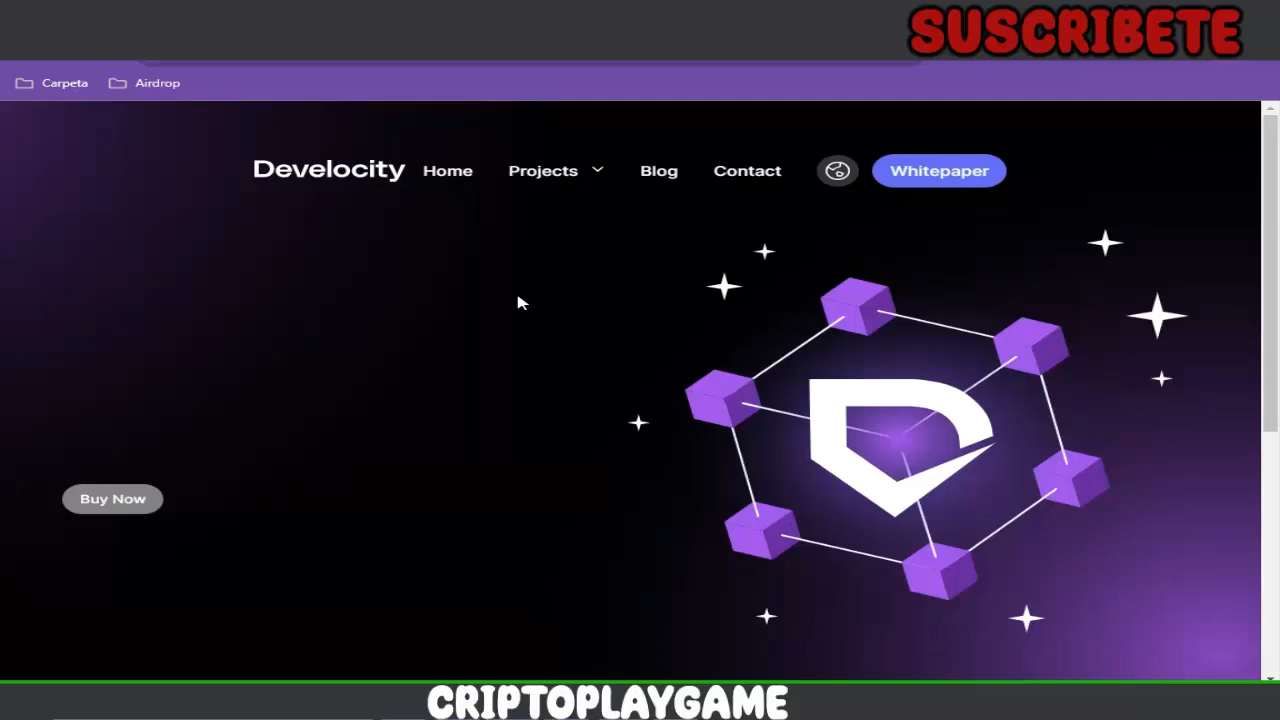 SUSCRIBETE
Carpeta Airdrop
Develocity Home Projects Blog Contact Whitepaper
Buy Now
CRIPTOPLAYGAME